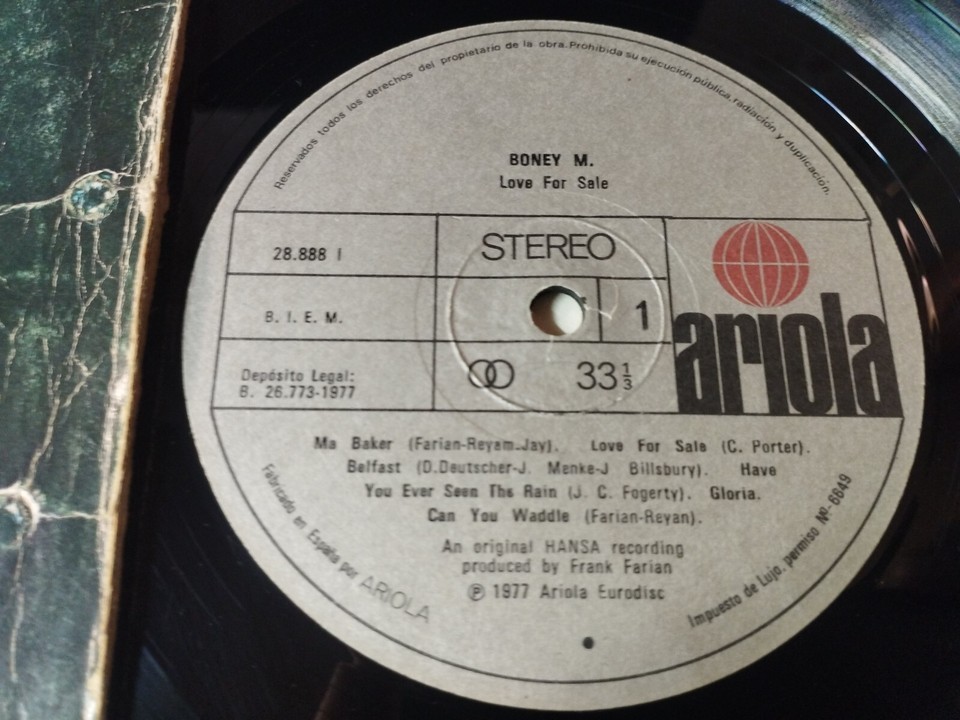 Reservados todos los derechos del propietario de la obra.Prohibida su ejecución pública,radiación y duplicación.
BONEY M.
Love For Sale
28.888 I
STEREO
B. I. E. M.
1
ariola
Depósito Legal:
B. 26.773-1977
33⅓
Ma Baker (Farian-Reyam-Jay). Love For Sale (C. Porter).
Belfast (D.Deutscher-J. Menke-J Billsbury). Have
You Ever Seen The Rain (J. C. Fogerty). Gloria.
Can You Waddle (Farian-Reyan).
An original HANSA recording
produced by Frank Farian
℗ 1977 Ariola Eurodisc
Fabricado en España por ARIOLA
Impuesto de Lujo, permiso Nº- 6649